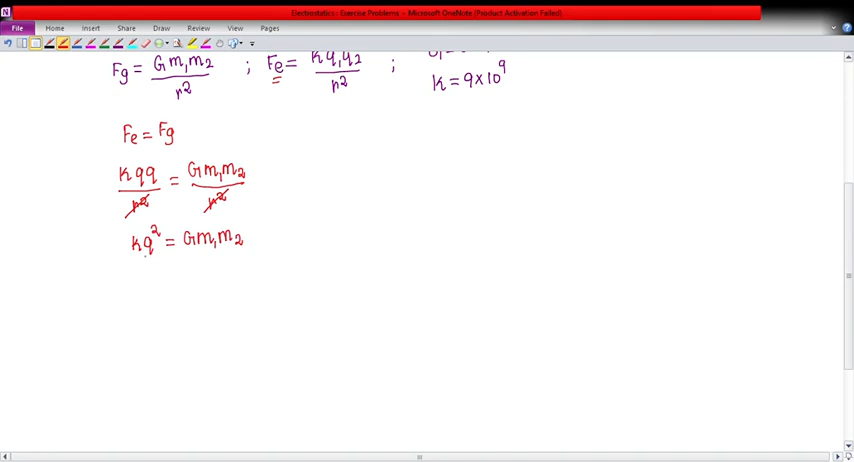 Electrostatics: Exercise Problems – Microsoft OneNote (Product Activation Failed)
File Home Insert Share Draw Review View
Fg = Gm₁m₂/r² ; Fe = Kq₁q₂/r² ;
K = 9×10⁹
Fe = Fg
Kqq/r² = Gm₁m₂/r²
Kq² = Gm₁m₂